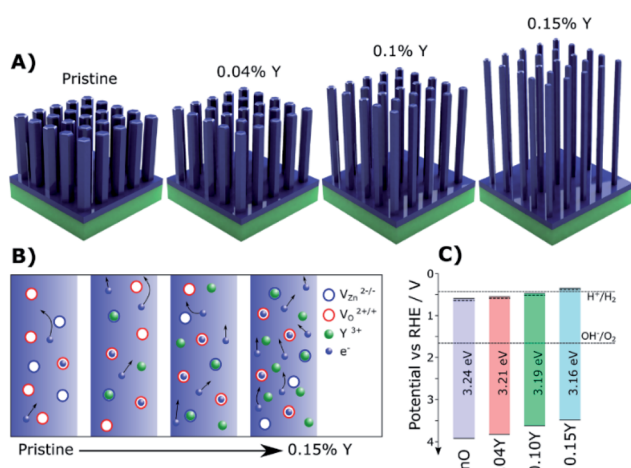 A)
Pristine
0.04% Y
0.1% Y
0.15% Y
B)
V_Zn 2-/-
V_O 2+/+
Y 3+
e-
Pristine
0.15% Y
C)
Potential vs RHE / V
0
1
2
3
4
H+/H2
OH-/O2
3.24 eV
3.21 eV
3.19 eV
3.16 eV
0.10Y
0.15Y